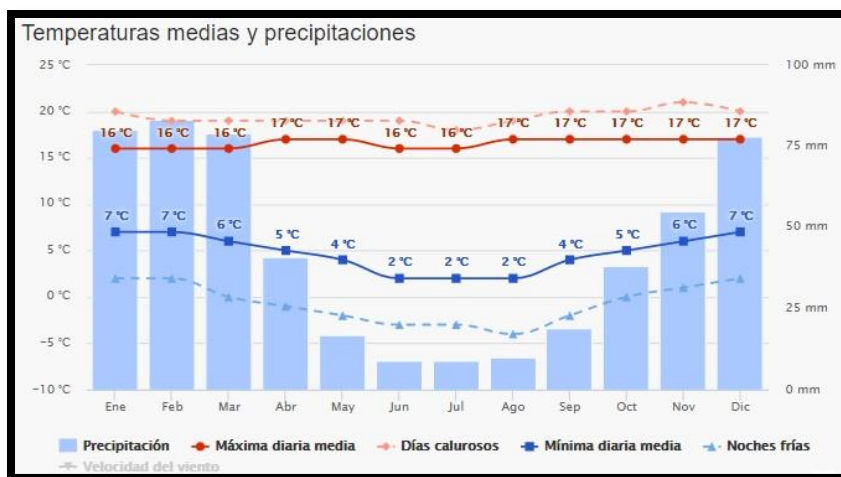 Temperaturas medias y precipitaciones
25 °C
100 mm
20 °C
16 °C 16 °C 16 °C 17 °C 17 °C 16 °C 16 °C 17 °C 17 °C 17 °C 17 °C 17 °C
15 °C
75 mm
10 °C
7 °C 7 °C 6 °C 5 °C 4 °C 2 °C 2 °C 2 °C 4 °C 5 °C 6 °C 7 °C
50 mm
5 °C
0 °C
25 mm
−5 °C
−10 °C
0 mm
Ene Feb Mar Abr May Jun Jul Ago Sep Oct Nov Dic
Precipitación Máxima diaria media Días calurosos Mínima diaria media Noches frías
Velocidad del viento